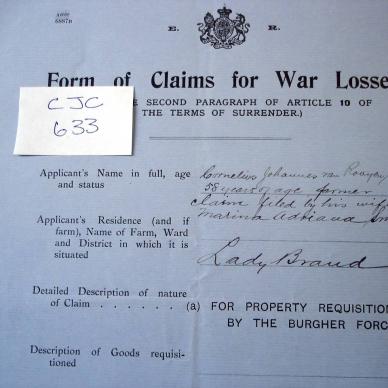 E. R.
Form of Claims for War Losse
CJC
633
E SECOND PARAGRAPH OF ARTICLE 10 OF
THE TERMS OF SURRENDER.)
Applicant's Name in full, age
and status
Cornelius Johannes van Rooyen
58 years of age farmer
claim filed by his wife
Marina Adriana
Applicant's Residence (and if
farm), Name of Farm, Ward
and District in which it is
situated
Lady Brand
Detailed Description of nature
of Claim . . . . . . (a) FOR PROPERTY REQUISITION
BY THE BURGHER FORC
Description of Goods requisi-
tioned